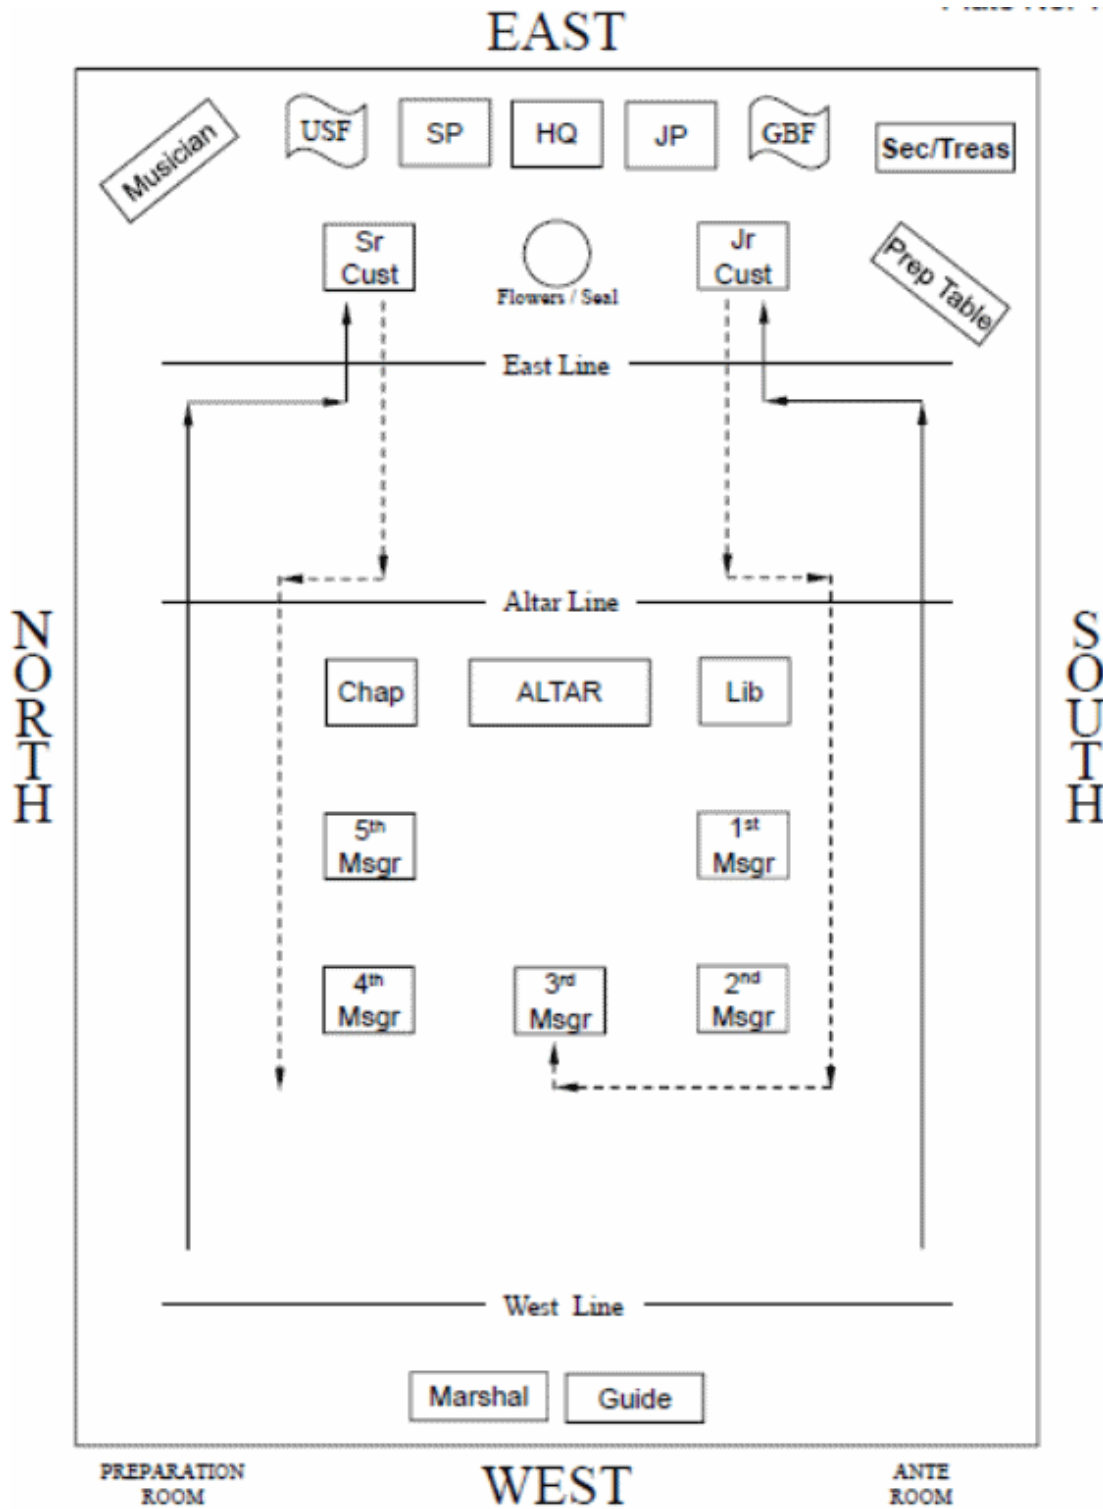 EAST
Musician
USF
SP
HQ
JP
GBF
Sec/Treas
Sr
Cust
Flowers / Seal
Jr
Cust
Prep Table
East Line
Altar Line
NORTH
SOUTH
Chap
ALTAR
Lib
5th
Msgr
1st
Msgr
4th
Msgr
3rd
Msgr
2nd
Msgr
West Line
Marshal
Guide
PREPARATION
ROOM
WEST
ANTE
ROOM